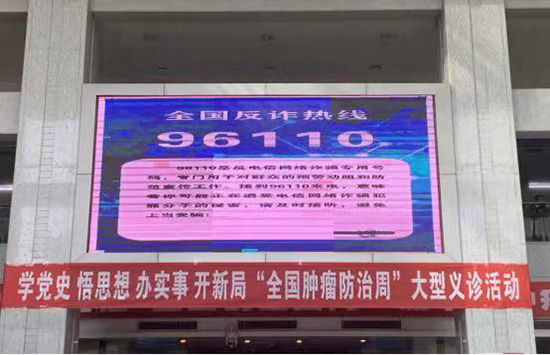 全国反诈热线
96110
96110是反电信网络诈骗专用号
码，专门用于对群众的预警劝阻和防
范宣传工作。接到96110来电，意味
着你可能正在遭受电信网络诈骗犯
罪分子的侵害，请及时接听，避免
上当受骗！
学党史 悟思想 办实事 开新局“全国肿瘤防治周”大型义诊活动